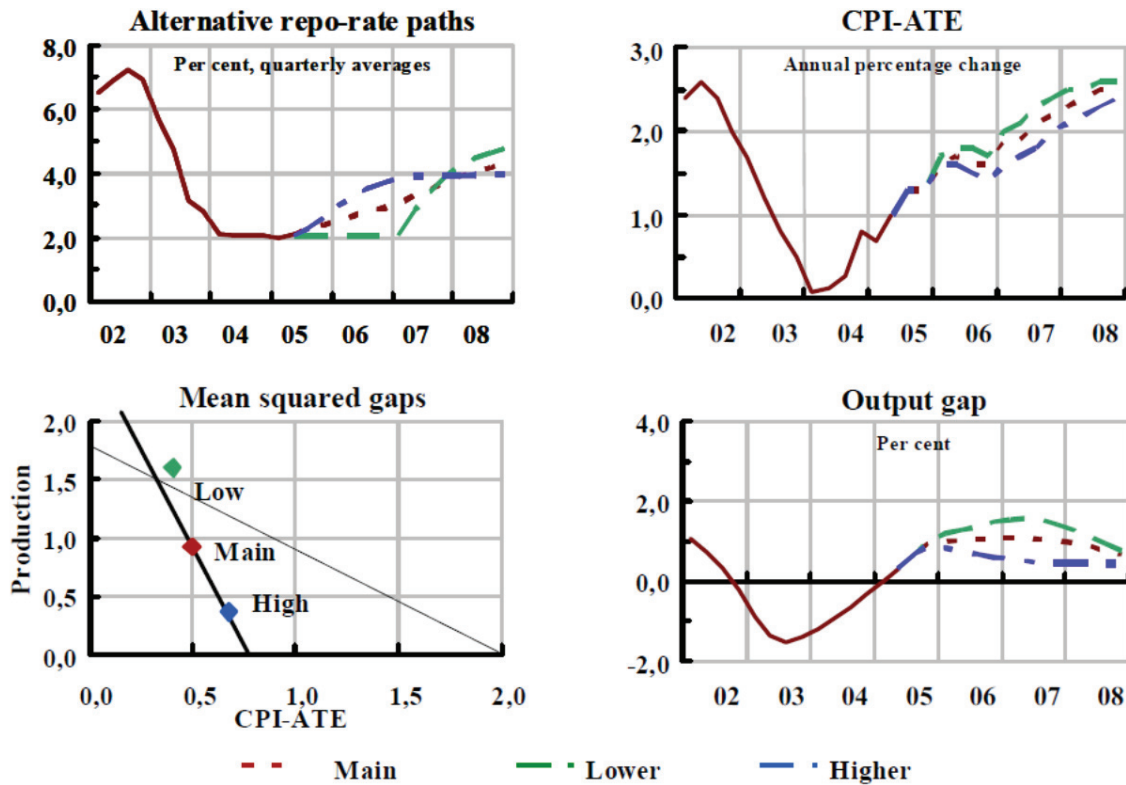 Alternative repo-rate paths
Per cent, quarterly averages
8,0
6,0
4,0
2,0
0,0
02 03 04 05 06 07 08
CPI-ATE
Annual percentage change
3,0
2,0
1,0
0,0
02 03 04 05 06 07 08
Mean squared gaps
Production
2,0
1,5
1,0
0,5
0,0
Low
Main
High
0,0 0,5 1,0 1,5 2,0
CPI-ATE
Output gap
Per cent
4,0
2,0
0,0
-2,0
02 03 04 05 06 07 08
Main Lower Higher